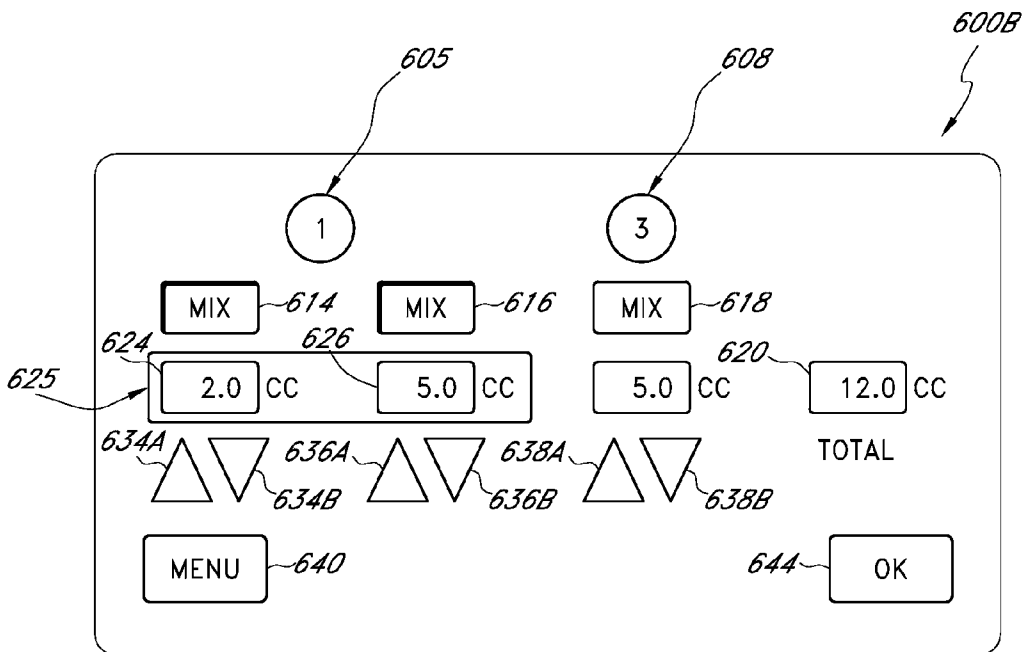 600B
605 608
1 3
MIX 614 MIX 616 MIX 618
624 626 620
625 2.0 CC 5.0 CC 5.0 CC 12.0 CC
634A 636A 638A TOTAL
634B 636B 638B
MENU 640 644 OK